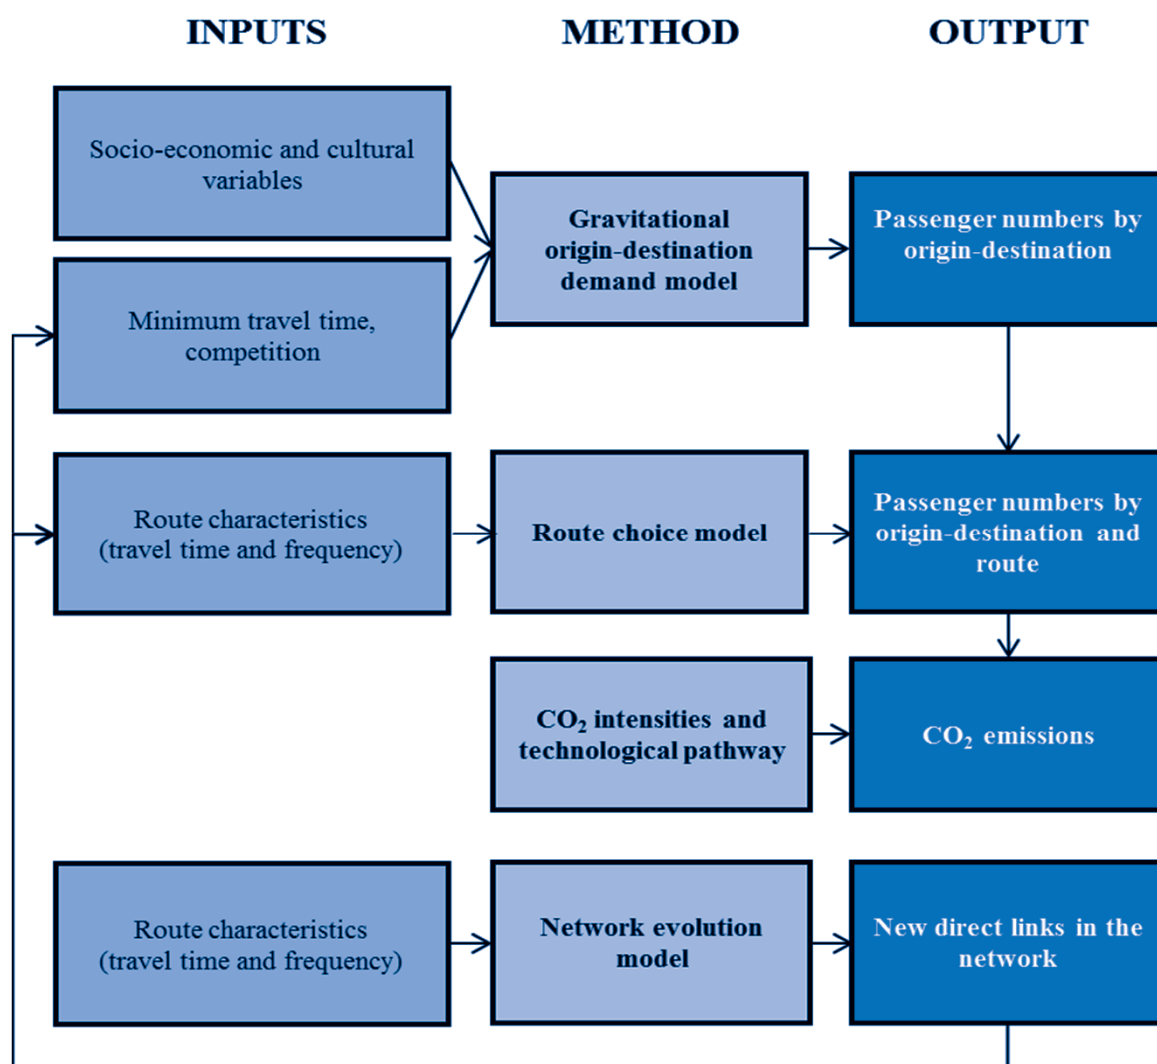 INPUTS
METHOD
OUTPUT
Socio-economic and cultural
variables
Minimum travel time,
competition
Gravitational
origin-destination
demand model
Passenger numbers by
origin-destination
Route characteristics
(travel time and frequency)
Route choice model
Passenger numbers by
origin-destination and
route
CO₂ intensities and
technological pathway
CO₂ emissions
Route characteristics
(travel time and frequency)
Network evolution
model
New direct links in the
network